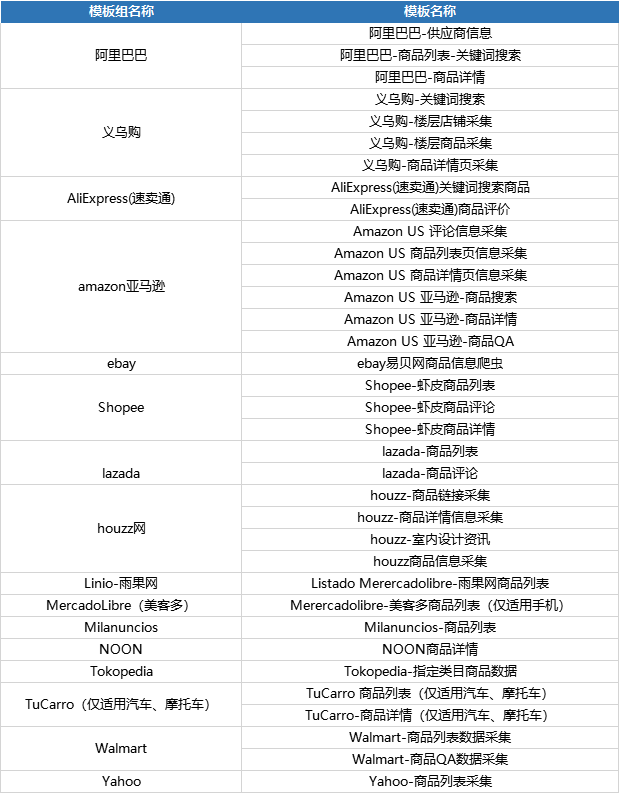 模板组名称 模板名称
阿里巴巴-供应商信息
阿里巴巴 阿里巴巴-商品列表-关键词搜索
阿里巴巴-商品详情
义乌购-关键词搜索
义乌购 义乌购-楼层店铺采集
义乌购-楼层商品采集
义乌购-商品详情页采集
AliExpress(速卖通) AliExpress(速卖通)关键词搜索商品
AliExpress(速卖通)商品评价
Amazon US 评论信息采集
Amazon US 商品列表页信息采集
amazon亚马逊 Amazon US 商品详情页信息采集
Amazon US 亚马逊-商品搜索
Amazon US 亚马逊-商品详情
Amazon US 亚马逊-商品QA
ebay ebay易贝网商品信息爬虫
Shopee-虾皮商品列表
Shopee Shopee-虾皮商品评论
Shopee-虾皮商品详情
lazada-商品列表
lazada lazada-商品评论
houzz-商品链接采集
houzz网 houzz-商品详情信息采集
houzz-室内设计资讯
houzz商品信息采集
Linio-雨果网 Listado Merercadolibre-雨果网商品列表
MercadoLibre（美客多） Merercadolibre-美客多商品列表（仅适用手机）
Milanuncios Milanuncios-商品列表
NOON NOON商品详情
Tokopedia Tokopedia-指定类目商品数据
TuCarro（仅适用汽车、摩托车） TuCarro 商品列表（仅适用汽车、摩托车）
TuCarro-商品详情（仅适用汽车、摩托车）
Walmart Walmart-商品列表数据采集
Walmart-商品QA数据采集
Yahoo Yahoo-商品列表采集